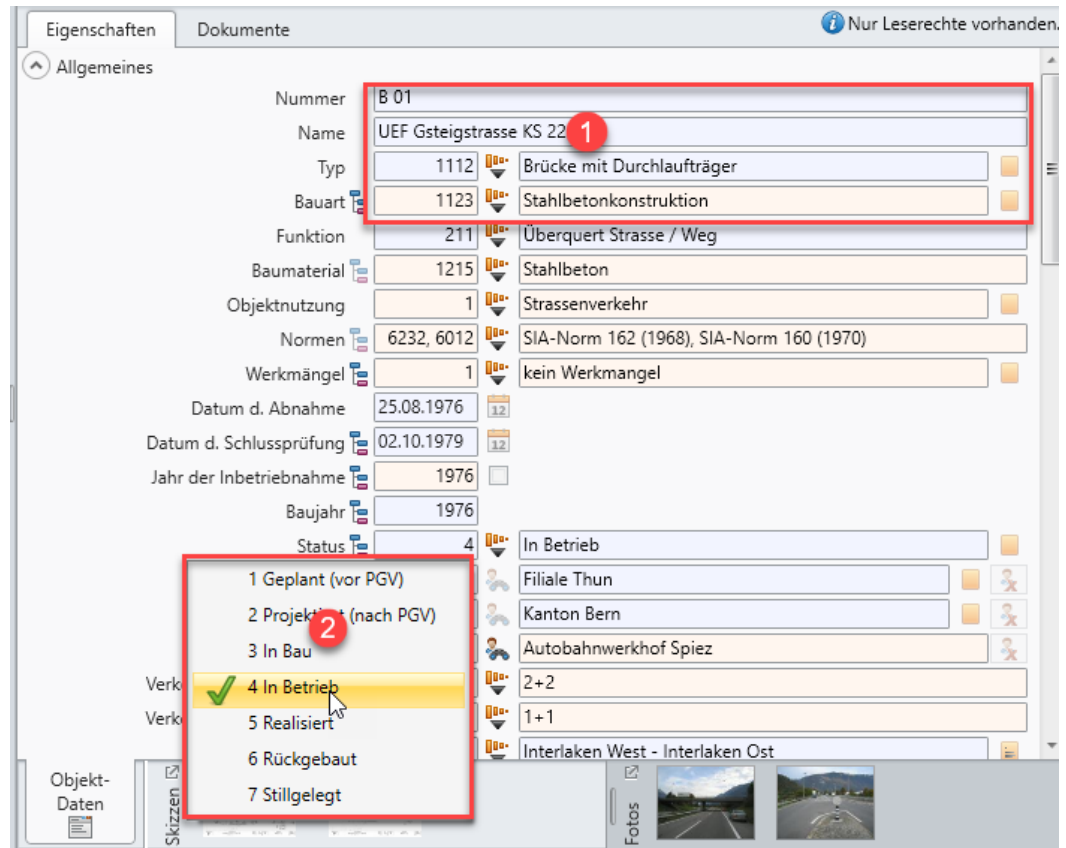 Eigenschaften Dokumente Nur Leserechte vorhanden.
Allgemeines
Nummer B 01
Name UEF Gsteigstrasse KS 22 1
Typ 1112 Brücke mit Durchlaufträger
Bauart 1123 Stahlbetonkonstruktion
Funktion 211 Überquert Strasse / Weg
Baumaterial 1215 Stahlbeton
Objektnutzung 1 Strassenverkehr
Normen 6232, 6012 SIA-Norm 162 (1968), SIA-Norm 160 (1970)
Werkmängel 1 kein Werkmangel
Datum d. Abnahme 25.08.1976 12
Datum d. Schlussprüfung 02.10.1979 12
Jahr der Inbetriebnahme 1976
Baujahr 1976
Status 4 In Betrieb
1 Geplant (vor PGV) Filiale Thun
2 (nach PGV) Kanton Bern
2
3 In Bau Autobahnwerkhof Spiez
4 In Betrieb 2+2
5 Realisiert 1+1
6 Rückgebaut Interlaken West - Interlaken Ost
7 Stillgelegt
Objekt-
Daten
Skizzen
Fotos